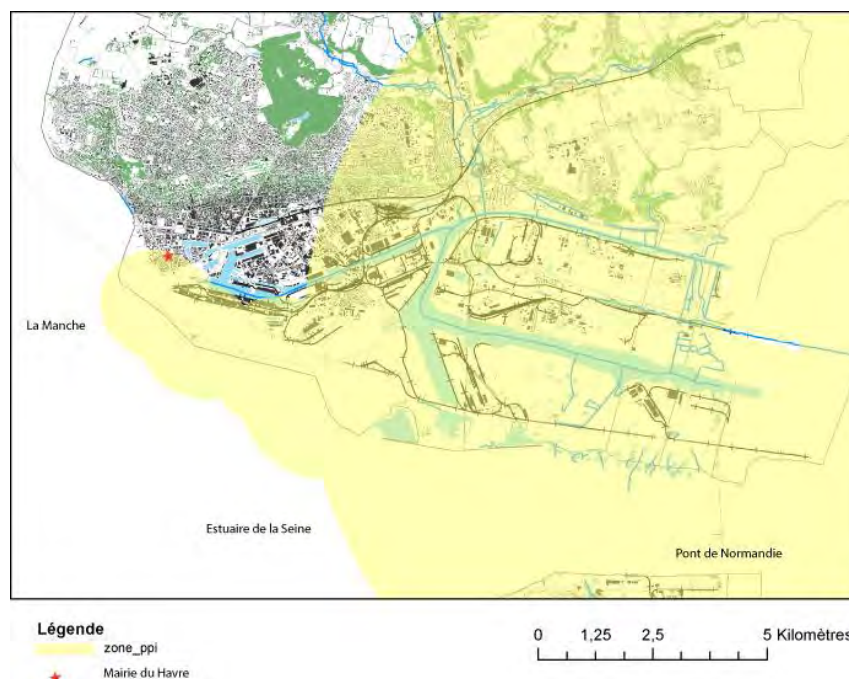 La Manche
Estuaire de la Seine
Pont de Normandie
Légende
zone_ppi
Mairie du Havre
0 1,25 2,5 5 Kilomètres